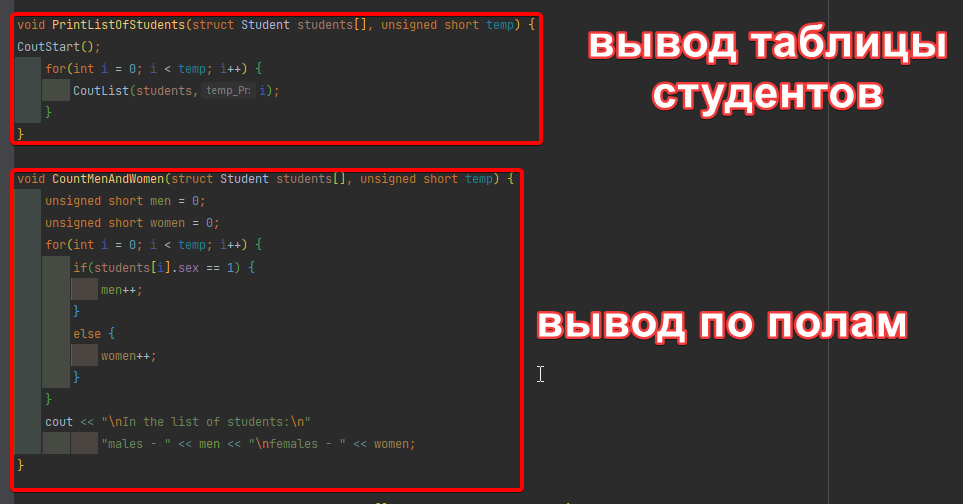 void PrintListOfStudents(struct Student students[], unsigned short temp) {
CoutStart();
for(int i = 0; i < temp; i++) {
CoutList(students, temp_Pr: i);
}
}
вывод таблицы
студентов
void CountMenAndWomen(struct Student students[], unsigned short temp) {
unsigned short men = 0;
unsigned short women = 0;
for(int i = 0; i < temp; i++) {
if(students[i].sex == 1) {
men++;
}
else {
women++;
}
}
cout << "\nIn the list of students:\n"
"males - " << men << "\nfemales - " << women;
}
вывод по полам